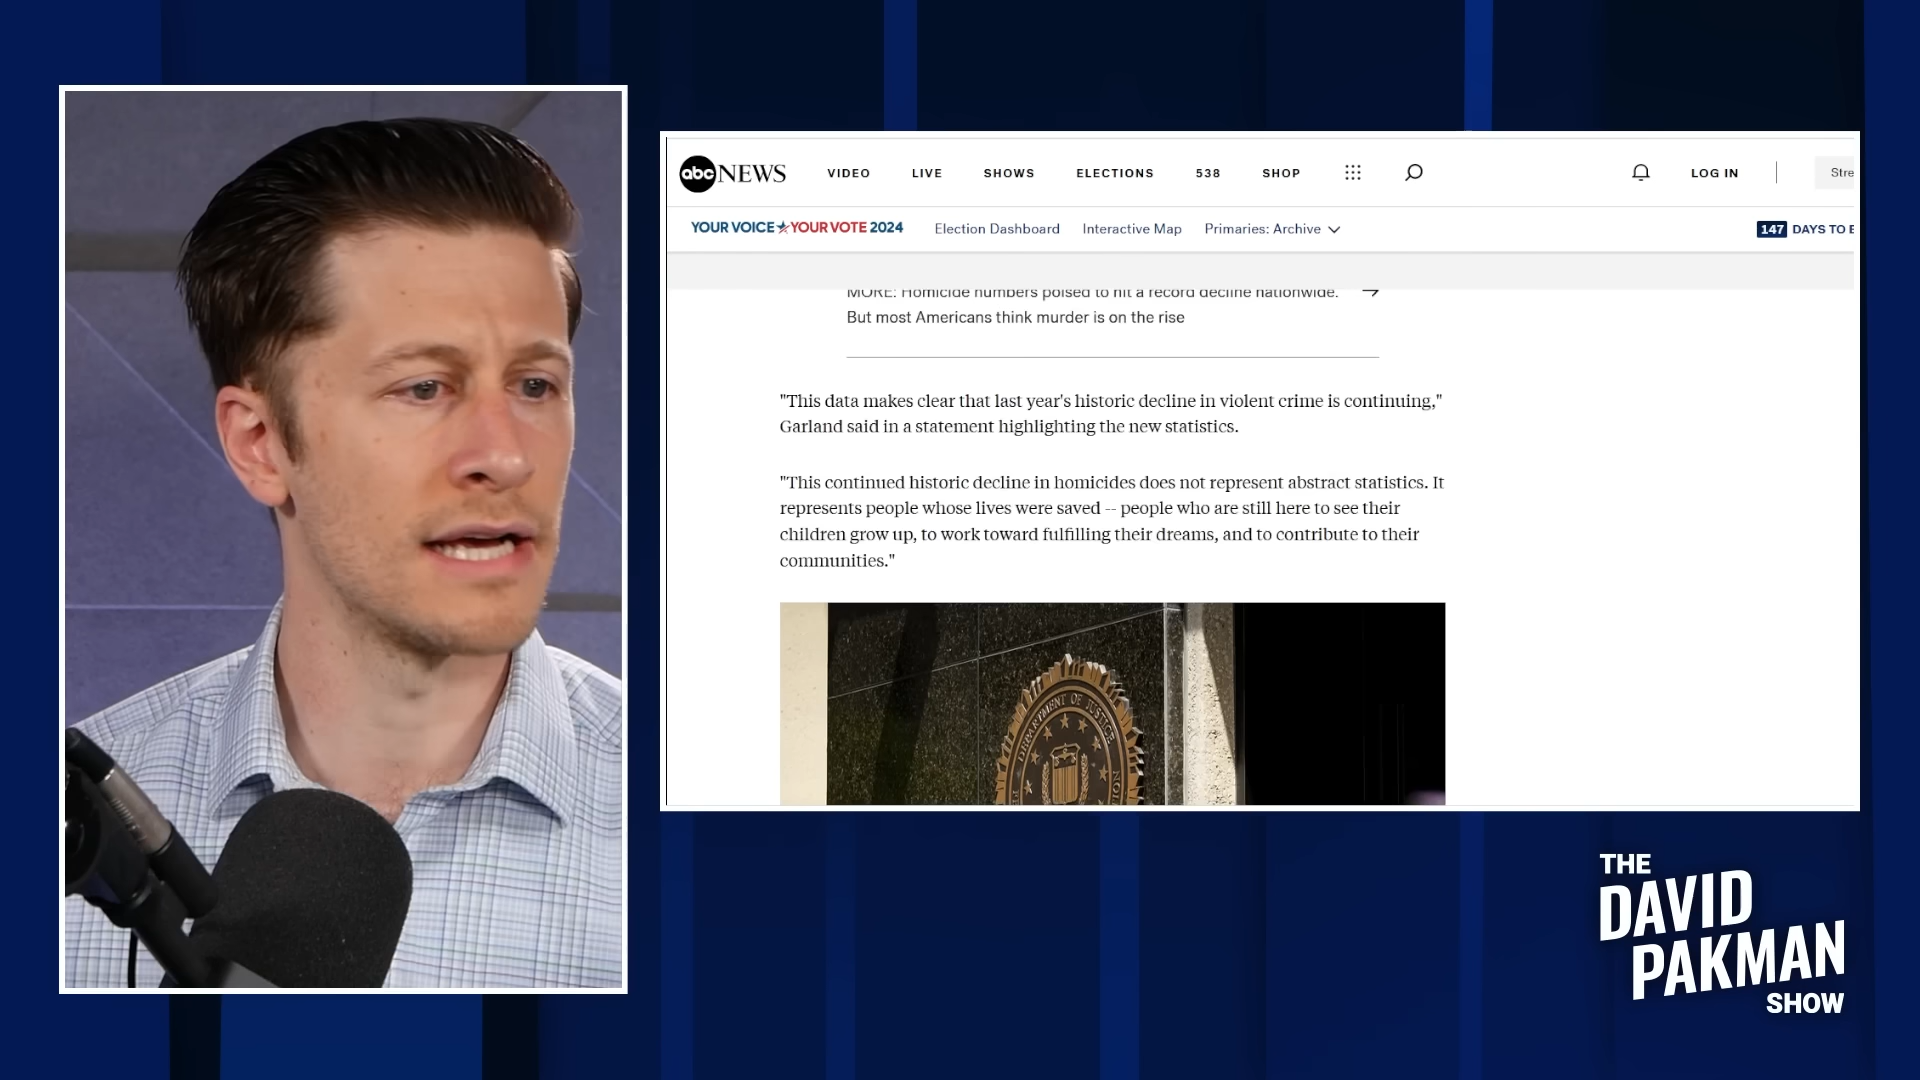 abc NEWS
VIDEO
LIVE
SHOWS
ELECTIONS
538
SHOP
LOG IN
Stre
YOUR VOICE YOUR VOTE 2024
Election Dashboard
Interactive Map
Primaries: Archive
147 DAYS TO E
MORE: Homicide numbers poised to hit a record decline nationwide.
But most Americans think murder is on the rise
"This data makes clear that last year's historic decline in violent crime is continuing,"
Garland said in a statement highlighting the new statistics.
"This continued historic decline in homicides does not represent abstract statistics. It
represents people whose lives were saved -- people who are still here to see their
children grow up, to work toward fulfilling their dreams, and to contribute to their
communities."
DEPARTMENT OF JUSTICE
THE
DAVID
PAKMAN
SHOW